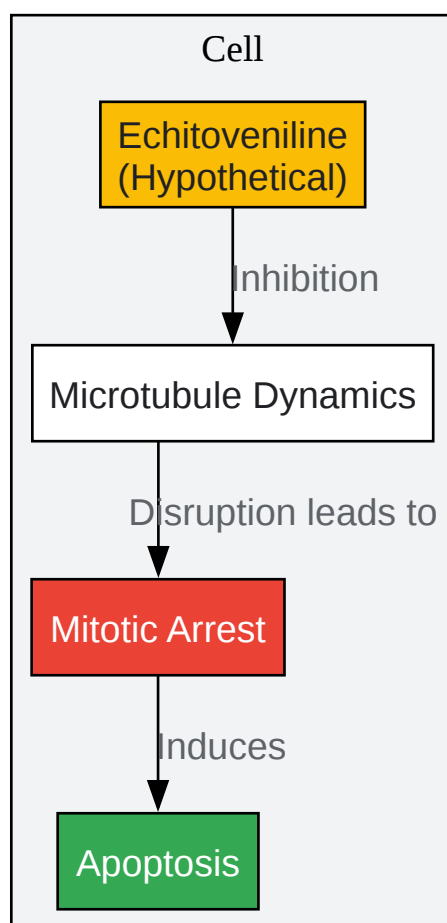 Cell
Echitoveniline
(Hypothetical)
Inhibition
Microtubule Dynamics
Disruption leads to
Mitotic Arrest
Induces
Apoptosis